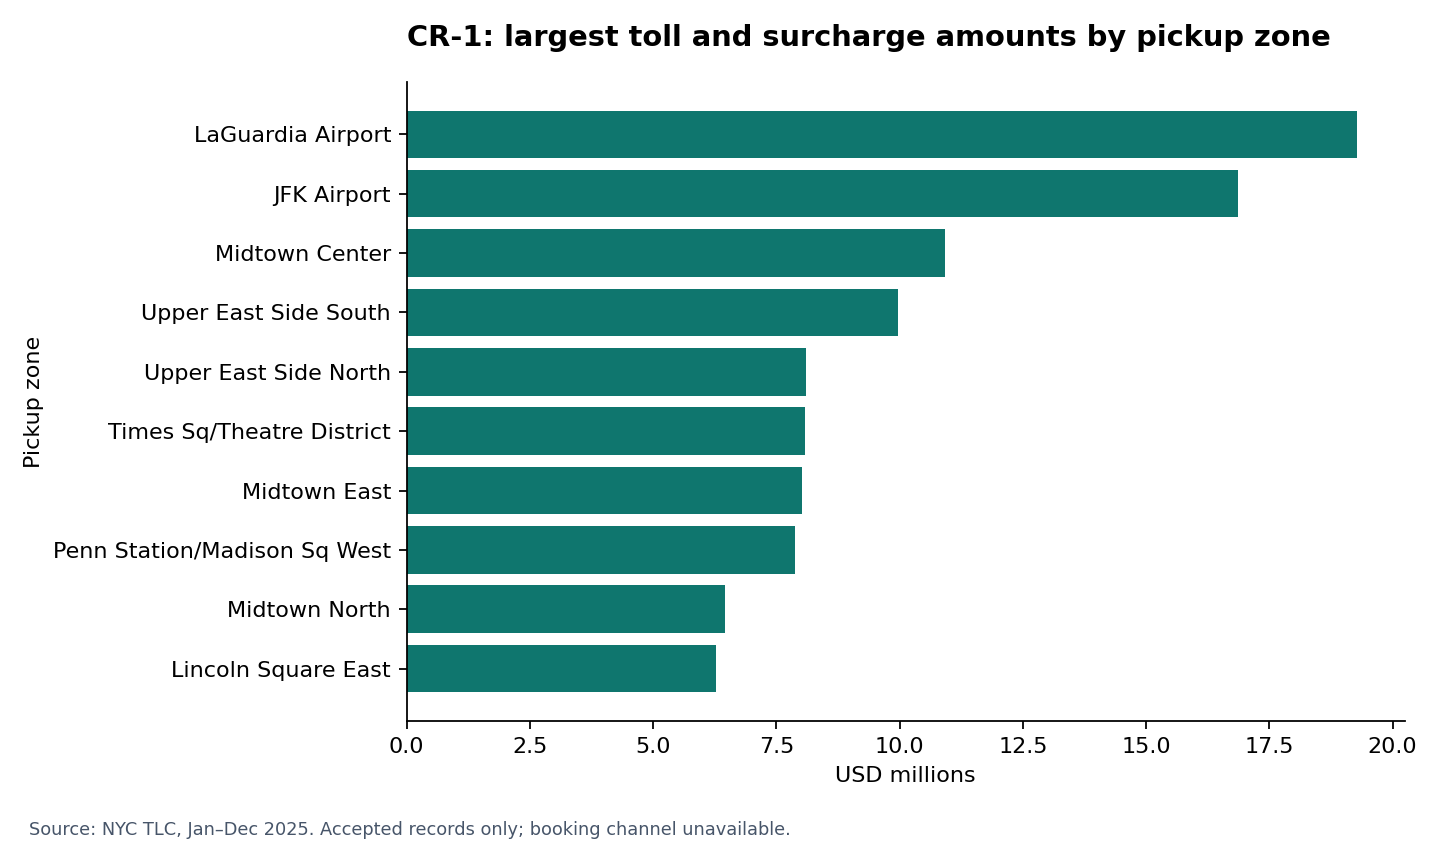 CR-1: largest toll and surcharge amounts by pickup zone
Pickup zone
LaGuardia Airport
JFK Airport
Midtown Center
Upper East Side South
Upper East Side North
Times Sq/Theatre District
Midtown East
Penn Station/Madison Sq West
Midtown North
Lincoln Square East
0.0 2.5 5.0 7.5 10.0 12.5 15.0 17.5 20.0
USD millions
Source: NYC TLC, Jan–Dec 2025. Accepted records only; booking channel unavailable.